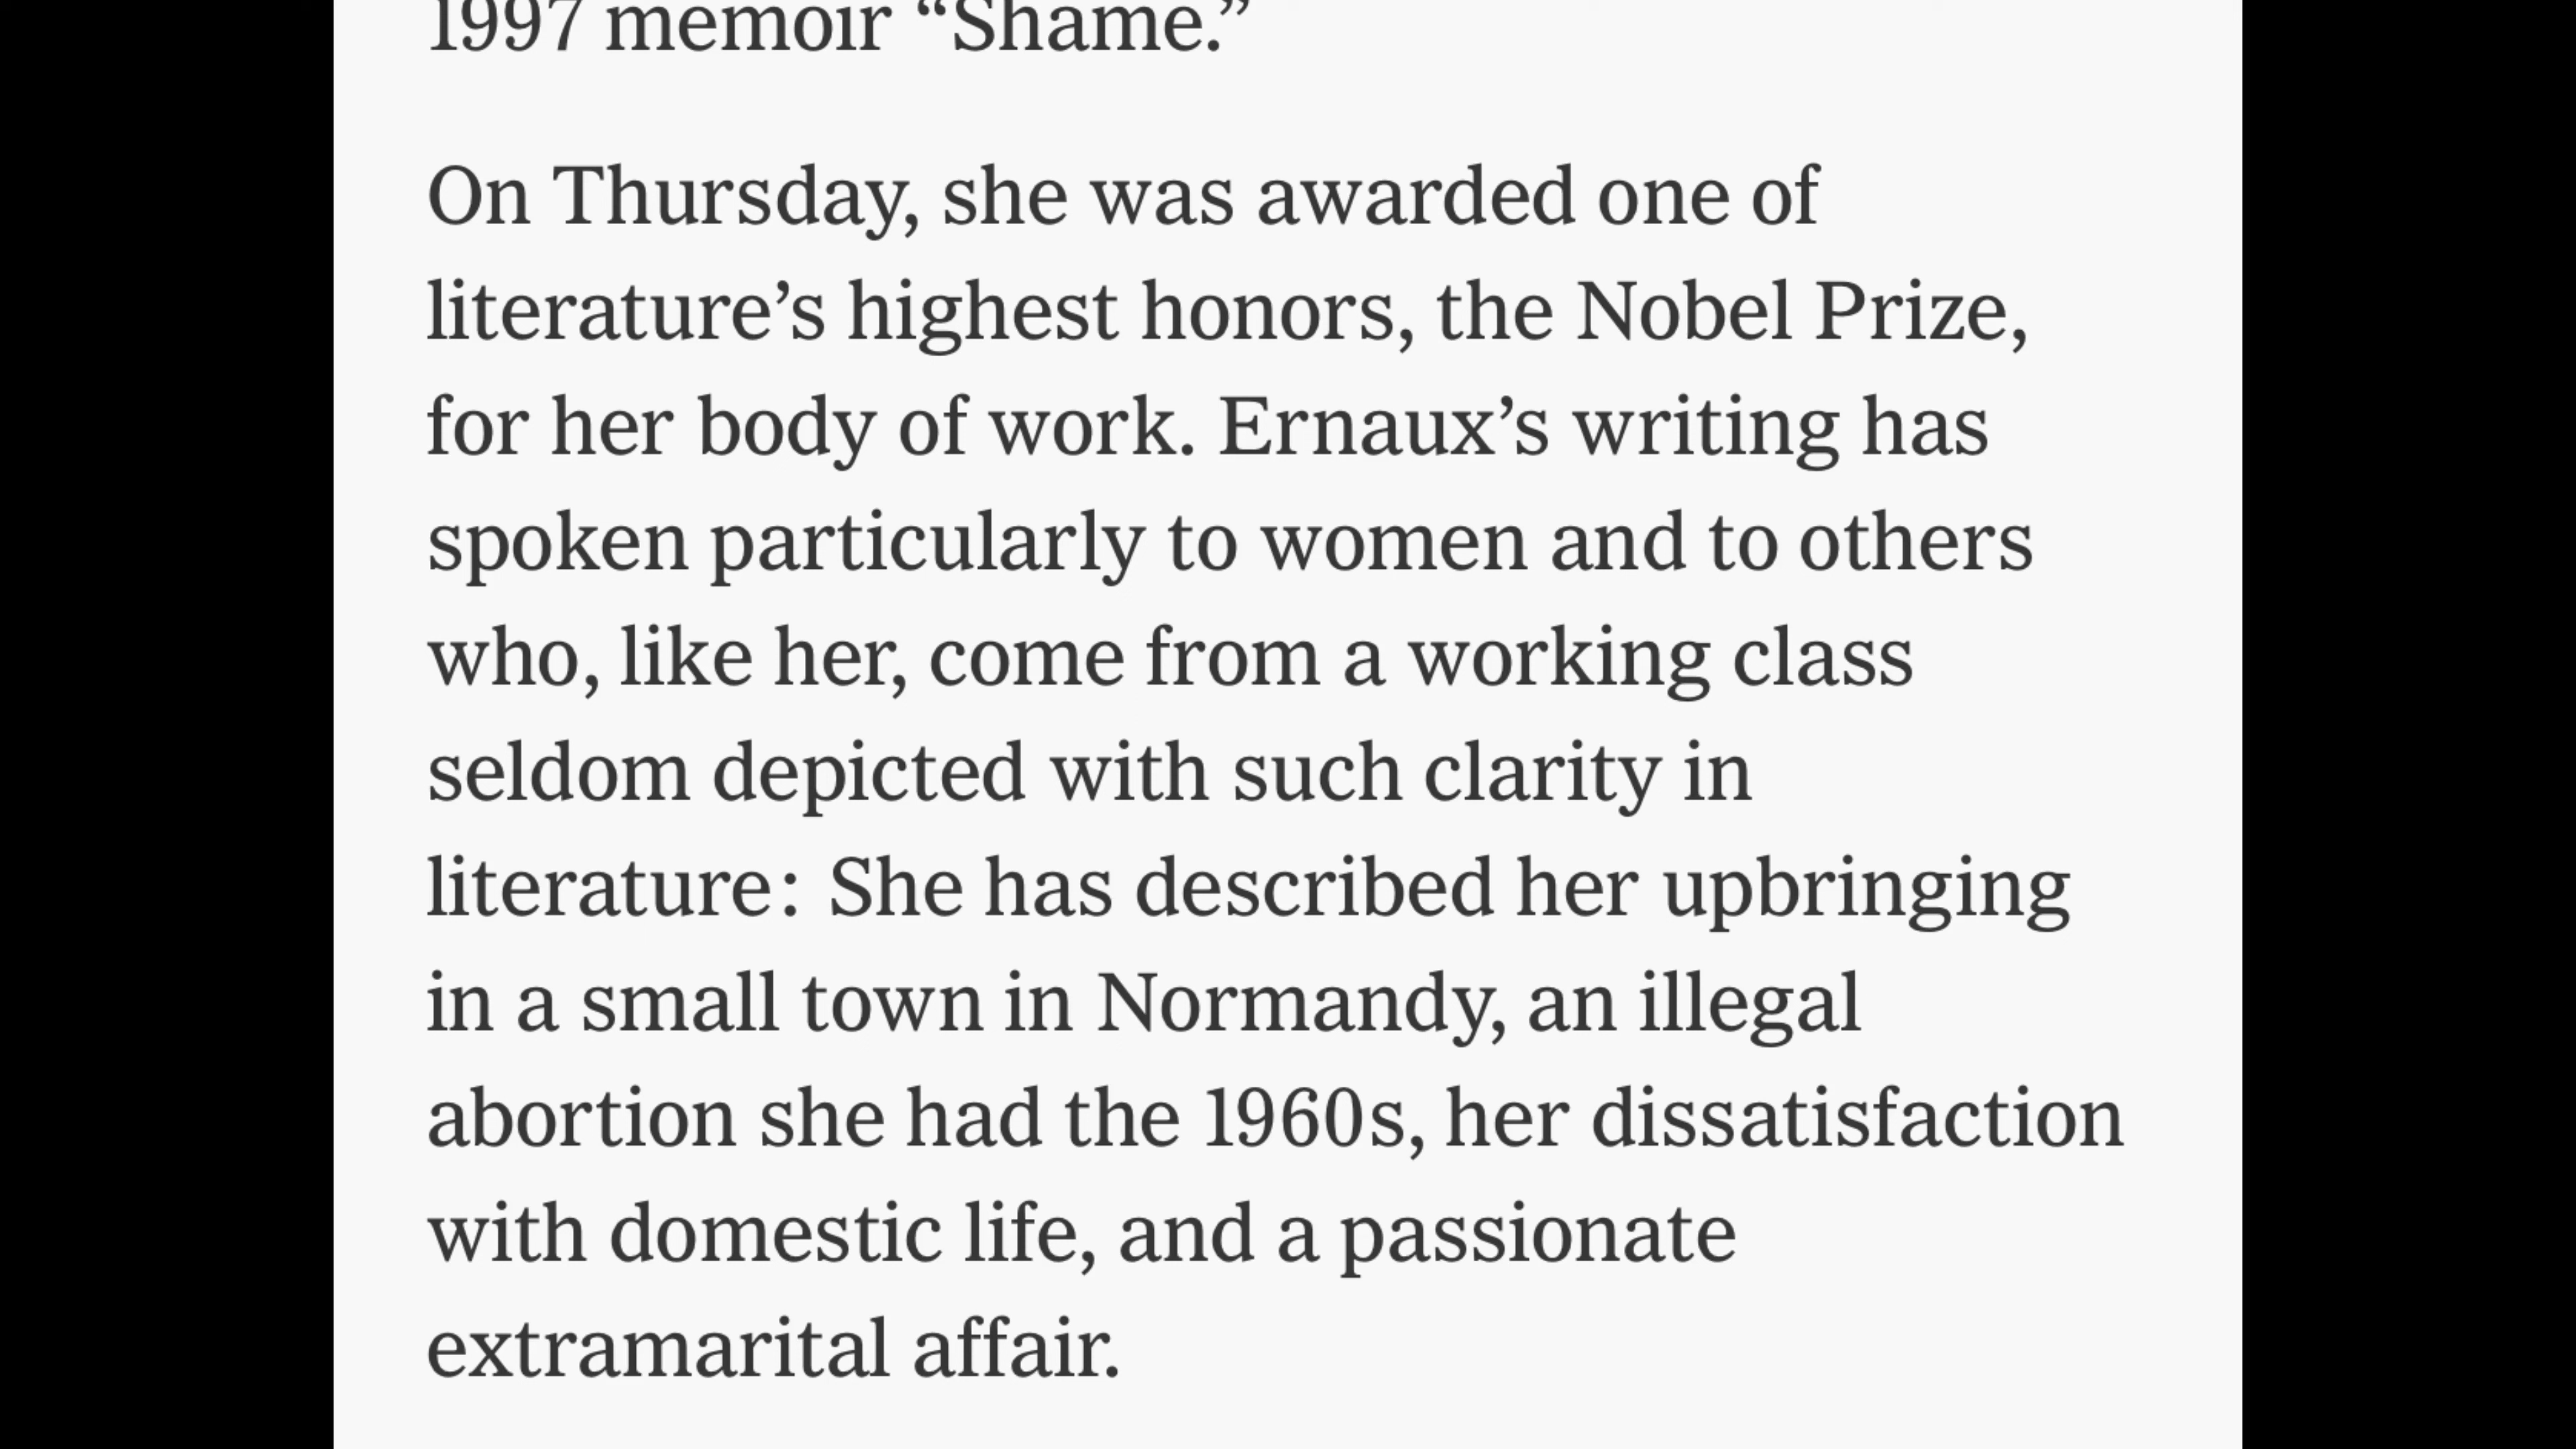 1997 memoir “Shame.”
On Thursday, she was awarded one of
literature’s highest honors, the Nobel Prize,
for her body of work. Ernaux’s writing has
spoken particularly to women and to others
who, like her, come from a working class
seldom depicted with such clarity in
literature: She has described her upbringing
in a small town in Normandy, an illegal
abortion she had the 1960s, her dissatisfaction
with domestic life, and a passionate
extramarital affair.